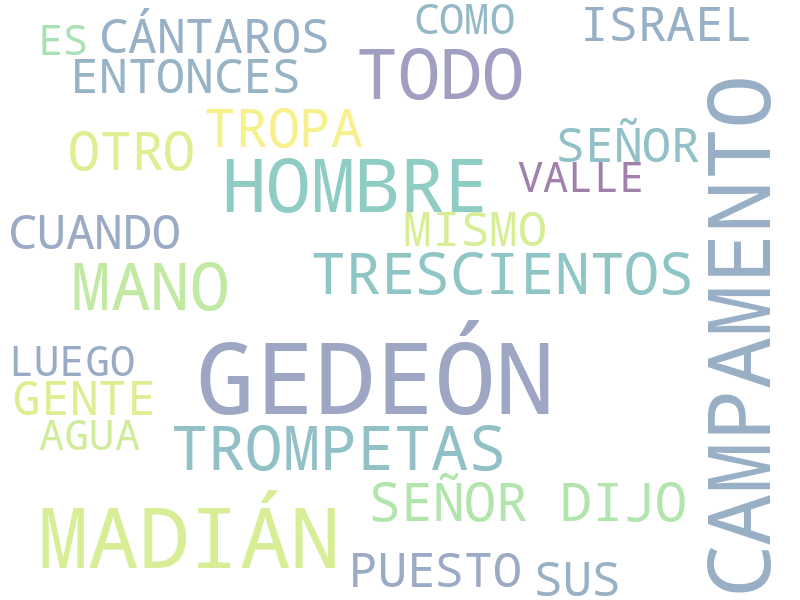 COMO
ISRAEL
ES
CÁNTAROS
ENTONCES
TODO
TROPA
OTRO
SEÑOR
HOMBRE
VALLE
CUANDO
MISMO
MANO
TRESCIENTOS
CAMPAMENTO
LUEGO
GENTE
GEDEÓN
AGUA
TROMPETAS
SEÑOR DIJO
MADIÁN
PUESTO
SUS